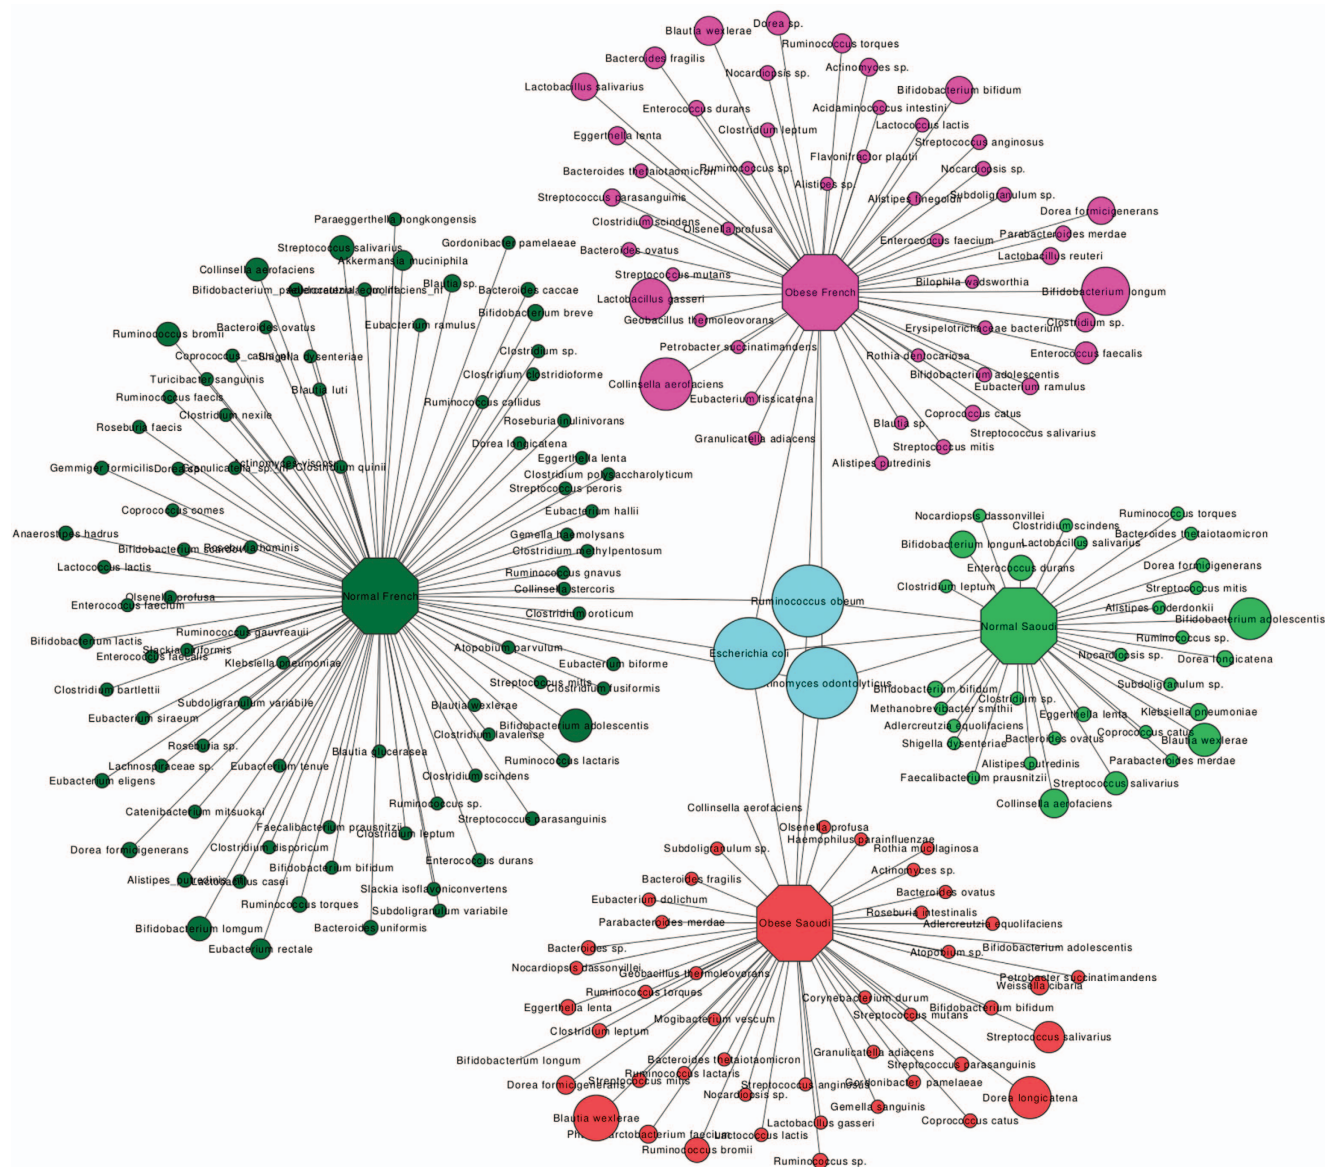 Dorea sp.
Blautia wexlerae
Ruminococcus torques
Bacteroides fragilis
Actinomyces sp.
Nocardiopsis sp.
Lactobacillus salivarius
Bifidobacterium bifidum
Enterococcus durans
Acidaminococcus intestini
Clostridium leptum
Lactococcus lactis
Eggerthella lenta
Streptococcus anginosus
Flavonifractor plautii
Bacteroides thetaiotaomicron
Ruminococcus sp.
Nocardiopsis sp.
Alistipes sp.
Streptococcus parasanguinis
Alistipes finegoldii
Subdoligranulum sp.
Dorea formicigenerans
Clostridium scindens
Olsenella profusa
Parabacteroides merdae
Enterococcus faecium
Bacteroides ovatus
Lactobacillus reuteri
Streptococcus mutans
Bilophila wadsworthia
Obese French
Bifidobacterium longum
Lactobacillus gasseri
Geobacillus thermoleovorans
Clostridium sp.
Erysipelotrichaceae bacterium
Petrobacter succinatimandens
Rothia dentocariosa
Enterococcus faecalis
Collinsella aerofaciens
Bifidobacterium adolescentis
Eubacterium ramulus
Eubacterium fissicatena
Coprococcus catus
Blautia sp.
Streptococcus salivarius
Granulicatella adiacens
Streptococcus mitis
Alistipes putredinis
Paraeggerthella hongkongensis
Streptococcus salivarius
Gordonibacter pamelaeae
Akkermansia muciniphila
Collinsella aerofaciens
Blautia sp.
Bacteroides caccae
Bifidobacterium breve
Bacteroides ovatus
Eubacterium ramulus
Ruminococcus bromii
Shigella dysenteriae
Clostridium sp.
Turicibacter sanguinis
Clostridium clostridioforme
Blautia luti
Ruminococcus faecis
Ruminococcus callidus
Clostridium nexile
Roseburia inulinivorans
Roseburia faecis
Dorea longicatena
Eggerthella lenta
Gemmiger formicilis
Clostridium quinii
Clostridium polysaccharolyticum
Streptococcus peroris
Coprococcus comes
Eubacterium hallii
Anaerostipes hadrus
Gemella haemolysans
Roseburia hominis
Clostridium methylpentosum
Lactococcus lactis
Ruminococcus gnavus
Collinsella stercoris
Normal French
Olsenella profusa
Enterococcus faecium
Clostridium oroticum
Ruminococcus gauvreauii
Bifidobacterium lactis
Slackia piriformis
Atopobium parvulum
Enterococcus faecalis
Klebsiella pneumoniae
Eubacterium biforme
Streptococcus mitis
Clostridium fusiformis
Clostridium bartlettii
Subdoligranulum variabile
Blautia wexlerae
Eubacterium siraeum
Bifidobacterium adolescentis
Clostridium lavalense
Roseburia sp.
Blautia glucerasea
Ruminococcus lactaris
Lachnospiraceae sp.
Eubacterium tenue
Clostridium scindens
Eubacterium eligens
Ruminococcus sp.
Catenibacterium mitsuokai
Streptococcus parasanguinis
Faecalibacterium prausnitzii
Clostridium leptum
Dorea formicigenerans
Clostridium disporicum
Enterococcus durans
Bifidobacterium bifidum
Lactobacillus casei
Slackia isoflavoniconvertens
Ruminococcus torques
Subdoligranulum variabile
Bifidobacterium lomgum
Bacteroides uniformis
Eubacterium rectale
Ruminococcus obeum
Escherichia coli
odontolyticus
Nocardiopsis dassonvillei
Ruminococcus torques
Clostridium scindens
Bacteroides thetaiotaomicron
Bifidobacterium longum
Lactobacillus salivarius
Enterococcus durans
Dorea formicigenerans
Clostridium leptum
Streptococcus mitis
Alistipes onderdonkii
Bifidobacterium adolescentis
Normal Saoudi
Ruminococcus sp.
Nocardiopsis sp.
Dorea longicatena
Bifidobacterium bifidum
Subdoligranulum sp.
Clostridium sp.
Methanobrevibacter smithii
Eggerthella lenta
Klebsiella pneumoniae
Adlercreutzia equolifaciens
Coprococcus catus
Bacteroides ovatus
Shigella dysenteriae
Blautia wexlerae
Alistipes putredinis
Parabacteroides merdae
Faecalibacterium prausnitzii
Streptococcus salivarius
Collinsella aerofaciens
Collinsella aerofaciens
Olsenella profusa
Haemophilus parainfluenzae
Subdoligranulum sp.
Rothia mucilaginosa
Actinomyces sp.
Bacteroides fragilis
Bacteroides ovatus
Eubacterium dolichum
Roseburia intestinalis
Parabacteroides merdae
Obese Saoudi
Adlercreutzia equolifaciens
Bacteroides sp.
Bifidobacterium adolescentis
Atopobium sp.
Nocardiopsis dassonvillei
Geobacillus thermoleovorans
Petrobacter succinatimandens
Weissella cibaria
Ruminococcus torques
Corynebacterium durum
Eggerthella lenta
Bifidobacterium bifidum
Streptococcus mutans
Mogibacterium vescum
Clostridium leptum
Streptococcus salivarius
Granulicatella adiacens
Bifidobacterium longum
Bacteroides thetaiotaomicron
Streptococcus parasanguinis
Ruminococcus lactaris
Dorea formicigenerans
Streptococcus mitis
Streptococcus anginosus
Gordonibacter pamelaeae
Nocardiopsis sp.
Dorea longicatena
Gemella sanguinis
Blautia wexlerae
Lactobacillus gasseri
Coprococcus catus
faecium
Lactococcus lactis
Ruminococcus bromii
Ruminococcus sp.